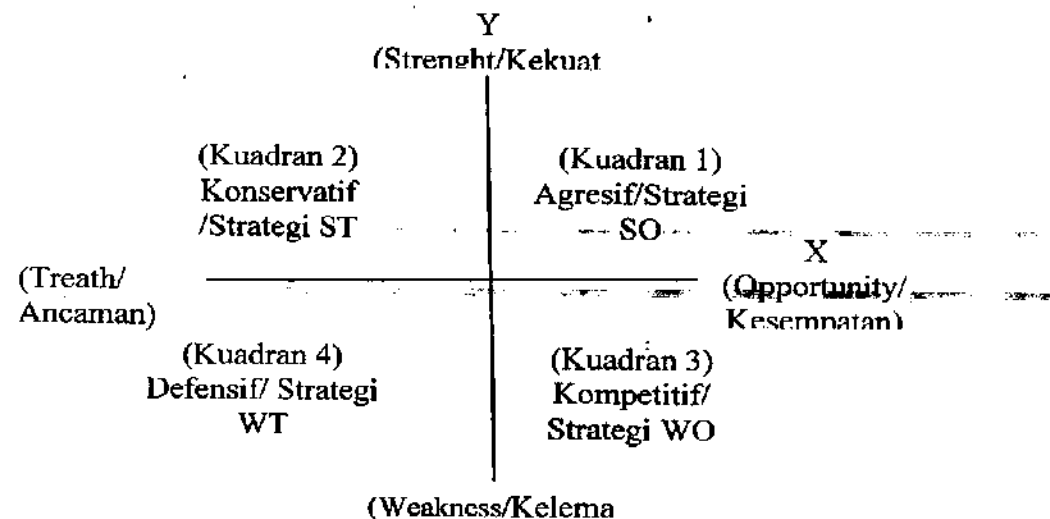 Y
(Strenght/Kekuat
(Kuadran 2)
Konservatif
/Strategi ST
(Kuadran 1)
Agresif/Strategi
SO
X
(Treath/
Ancaman)
(Opportunity/
Kesempatan)
(Kuadran 4)
Defensif/ Strategi
WT
(Kuadran 3)
Kompetitif/
Strategi WO
(Weakness/Kelema